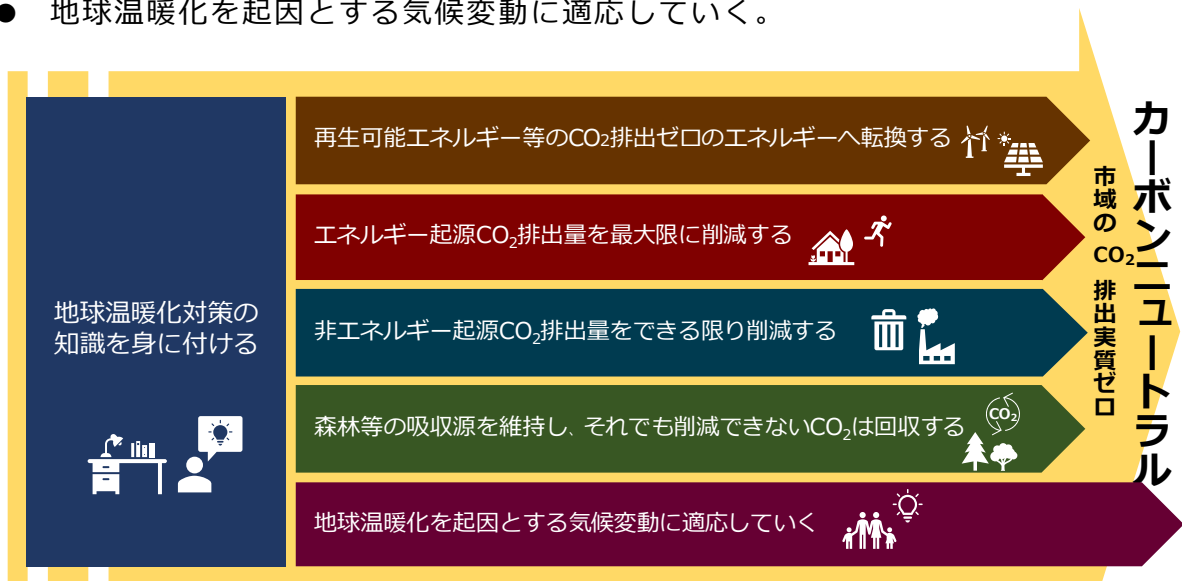 ● 地球温暖化を起因とする気候変動に適応していく。
地球温暖化対策の
知識を身に付ける
再生可能エネルギー等のCO2排出ゼロのエネルギーへ転換する
エネルギー起源CO₂排出量を最大限に削減する
非エネルギー起源CO₂排出量をできる限り削減する
森林等の吸収源を維持し、それでも削減できないCO₂は回収する
CO₂
地球温暖化を起因とする気候変動に適応していく
市域のCO₂排出実質ゼロ
カーボンニュートラル